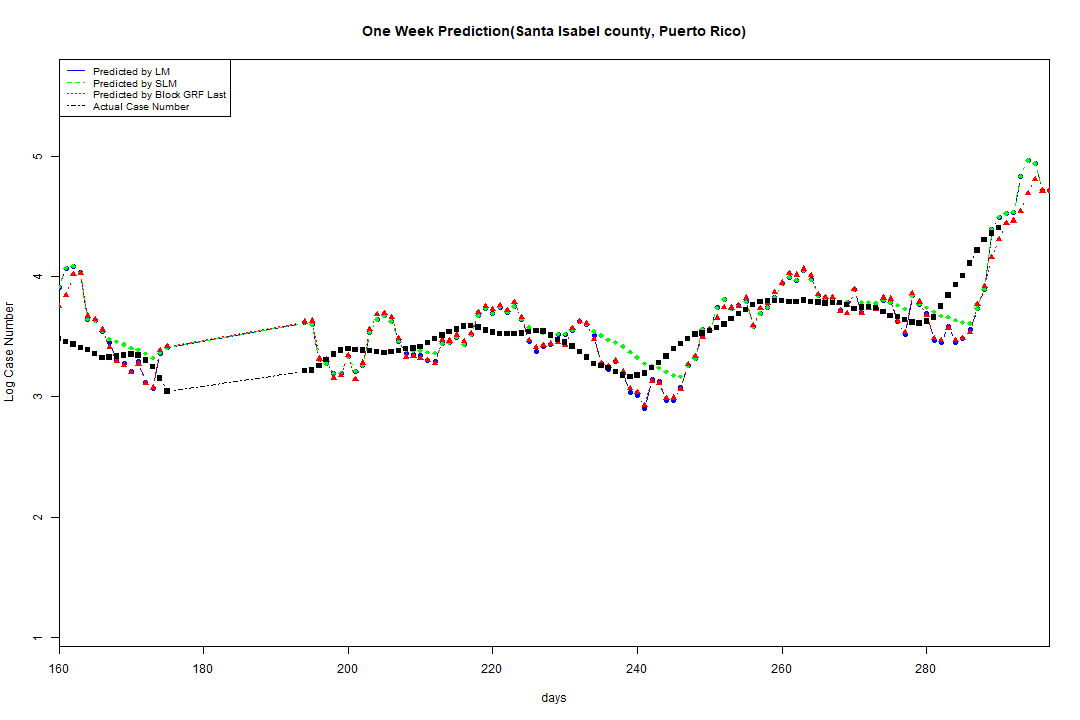 One Week Prediction(Santa Isabel county, Puerto Rico)
Predicted by LM
Predicted by SLM
Predicted by Block GRF Last
Actual Case Number
5
4
3
2
1
Log Case Number
160 180 200 220 240 260 280
days